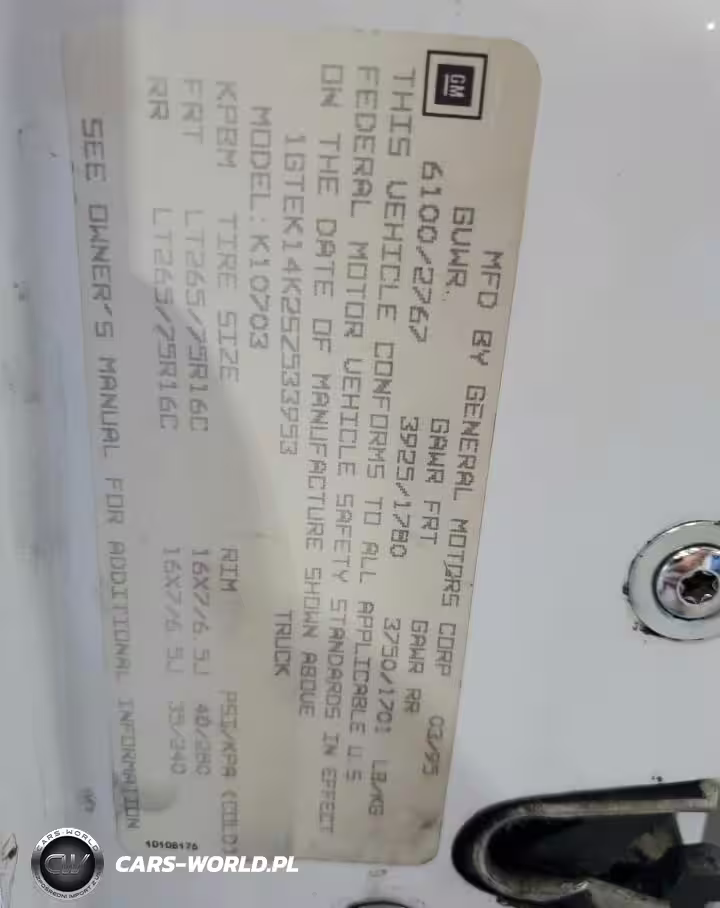 GM
MFD BY GENERAL MOTORS CORP 03/95
GVWR. GAWR FRT GAWR RR
6100/2767 3925/1780 3750/1701 LB/KG
THIS VEHICLE CONFORMS TO ALL APPLICABLE U.S
FEDERAL MOTOR VEHICLE SAFETY STANDARDS IN EFFECT
ON THE DATE OF MANUFACTURE SHOWN ABOVE
1GTEK14K2SZ533953 TRUCK
MODEL:K10703
KPBM TIRE SIZE RIM PSI/KPA (COLD)
FRT LT265/75R16C 16X7/6.5J 40/280
RR LT265/75R16C 16X7/6.5J 35/240
SEE OWNER'S MANUAL FOR ADDITIONAL INFORMATION
10108176
CARS-WORLD
CW
CARS-WORLD.PL